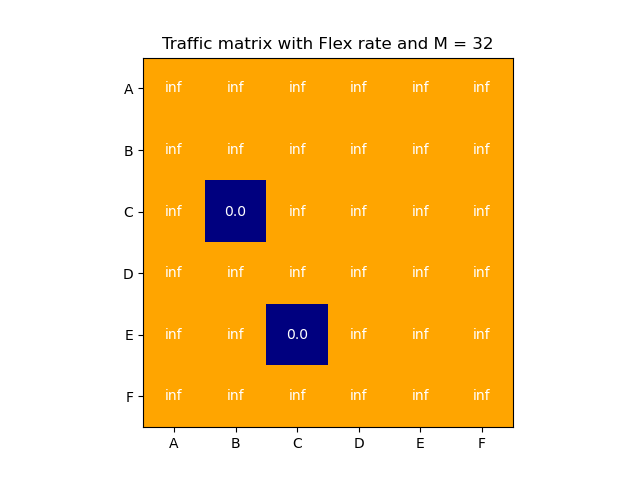 Traffic matrix with Flex rate and M = 32
A inf inf inf inf inf inf
B inf inf inf inf inf inf
C inf 0.0 inf inf inf inf
D inf inf inf inf inf inf
E inf inf 0.0 inf inf inf
F inf inf inf inf inf inf
A B C D E F